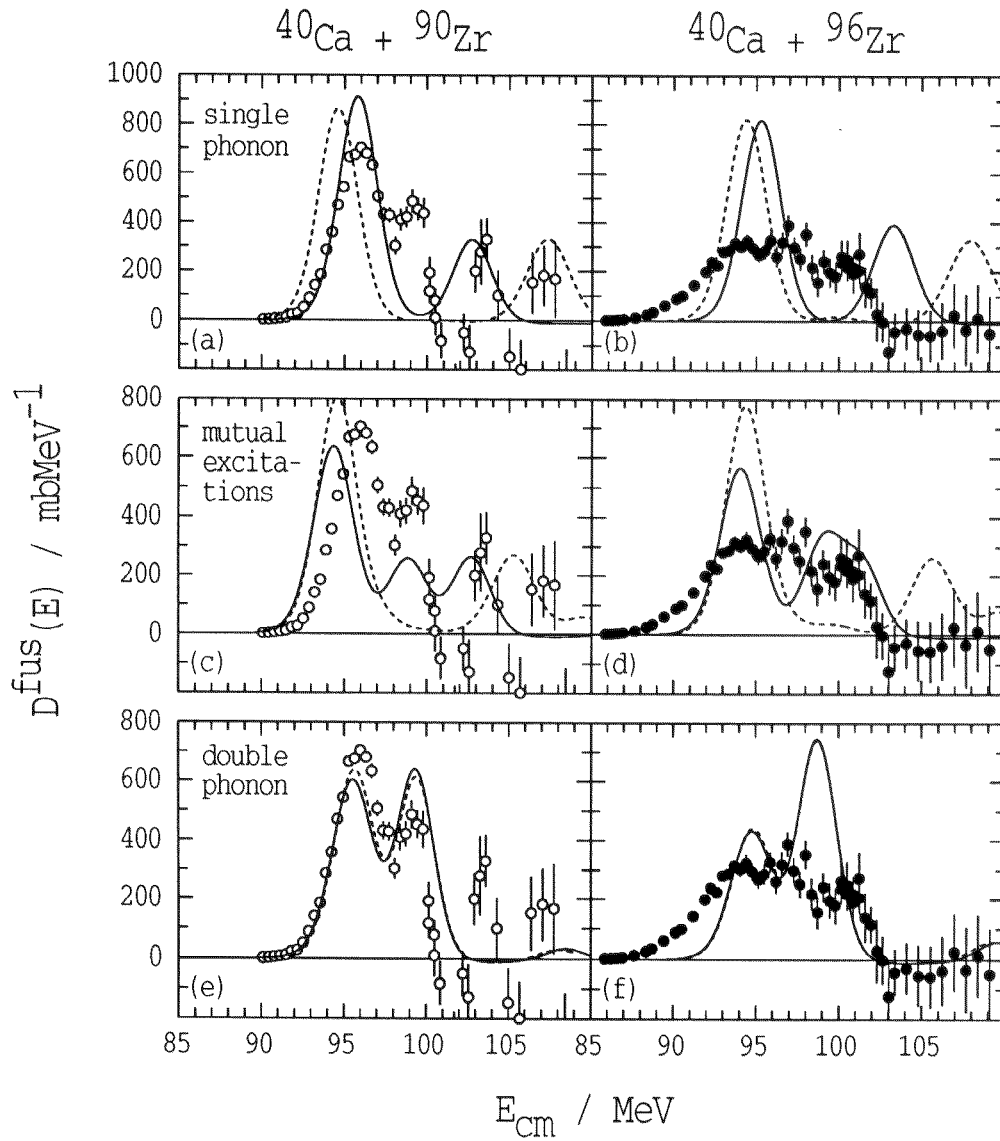 ⁴⁰Ca + ⁹⁰Zr
⁴⁰Ca + ⁹⁶Zr
1000
800
600
400
200
0
single
phonon
(a)
(b)
D^fus(E) / mbMeV⁻¹
800
600
400
200
0
mutual
excita-
tions
(c)
(d)
800
600
400
200
0
double
phonon
(e)
(f)
85 90 95 100 105 85 90 95 100 105
E_cm / MeV